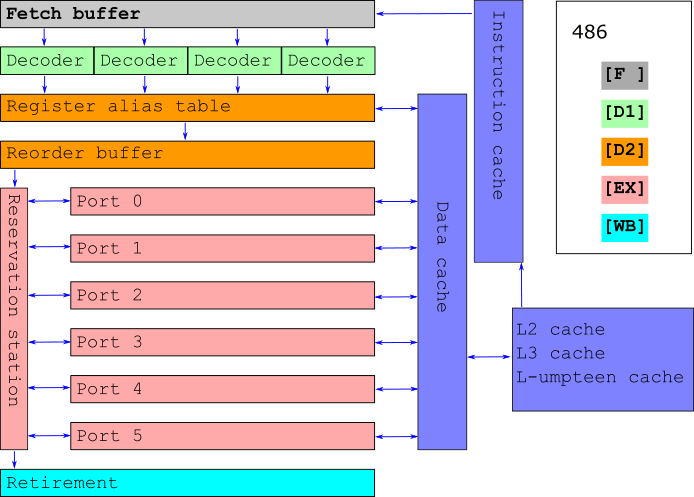 Fetch buffer
Decoder Decoder Decoder Decoder
Register alias table
Reorder buffer
Reservation station
Port 0
Port 1
Port 2
Port 3
Port 4
Port 5
Retirement
Data cache
Instruction cache
L2 cache
L3 cache
L-umpteen cache
486
[F ]
[D1]
[D2]
[EX]
[WB]